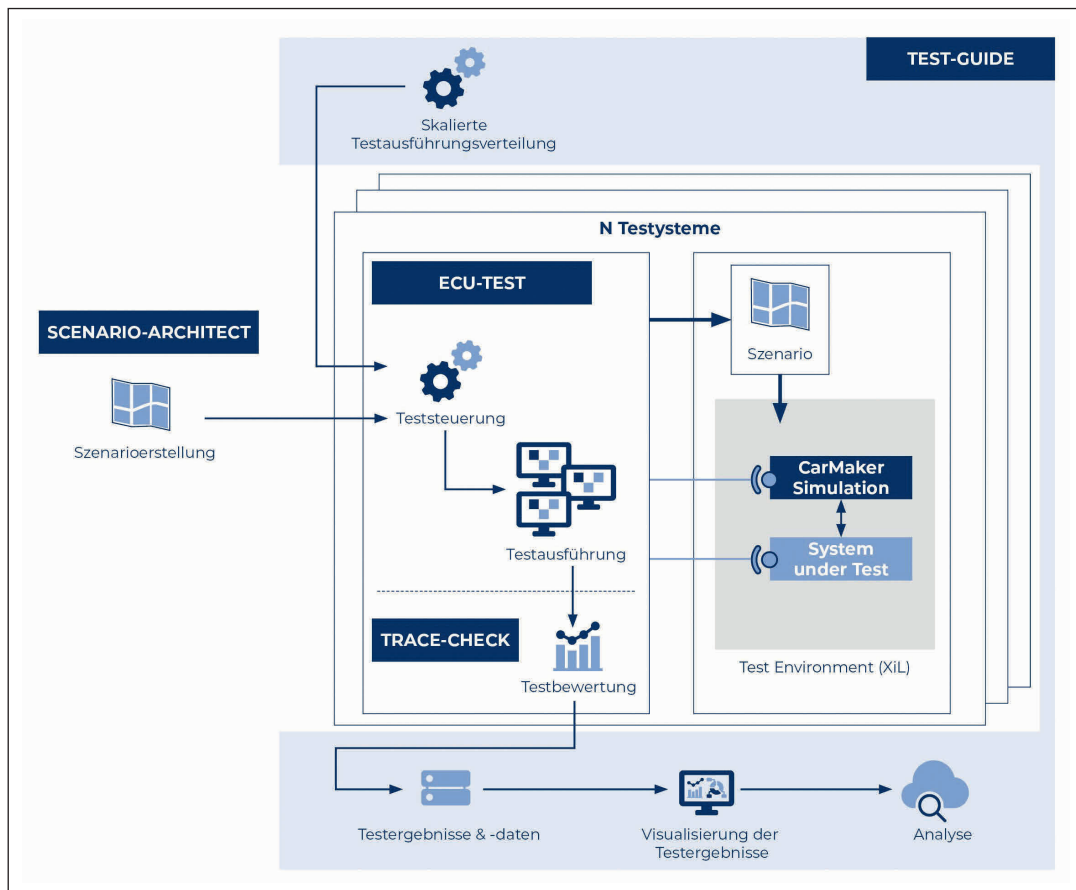 TEST-GUIDE
Skalierte
Testausführungsverteilung
N Testysteme
ECU-TEST
SCENARIO-ARCHITECT
Szenario
Teststeuerung
Szenarioerstellung
CarMaker
Simulation
Testausführung
System
under Test
TRACE-CHECK
Test Environment (XiL)
Testbewertung
Testergebnisse & -daten
Visualisierung der
Testergebnisse
Analyse